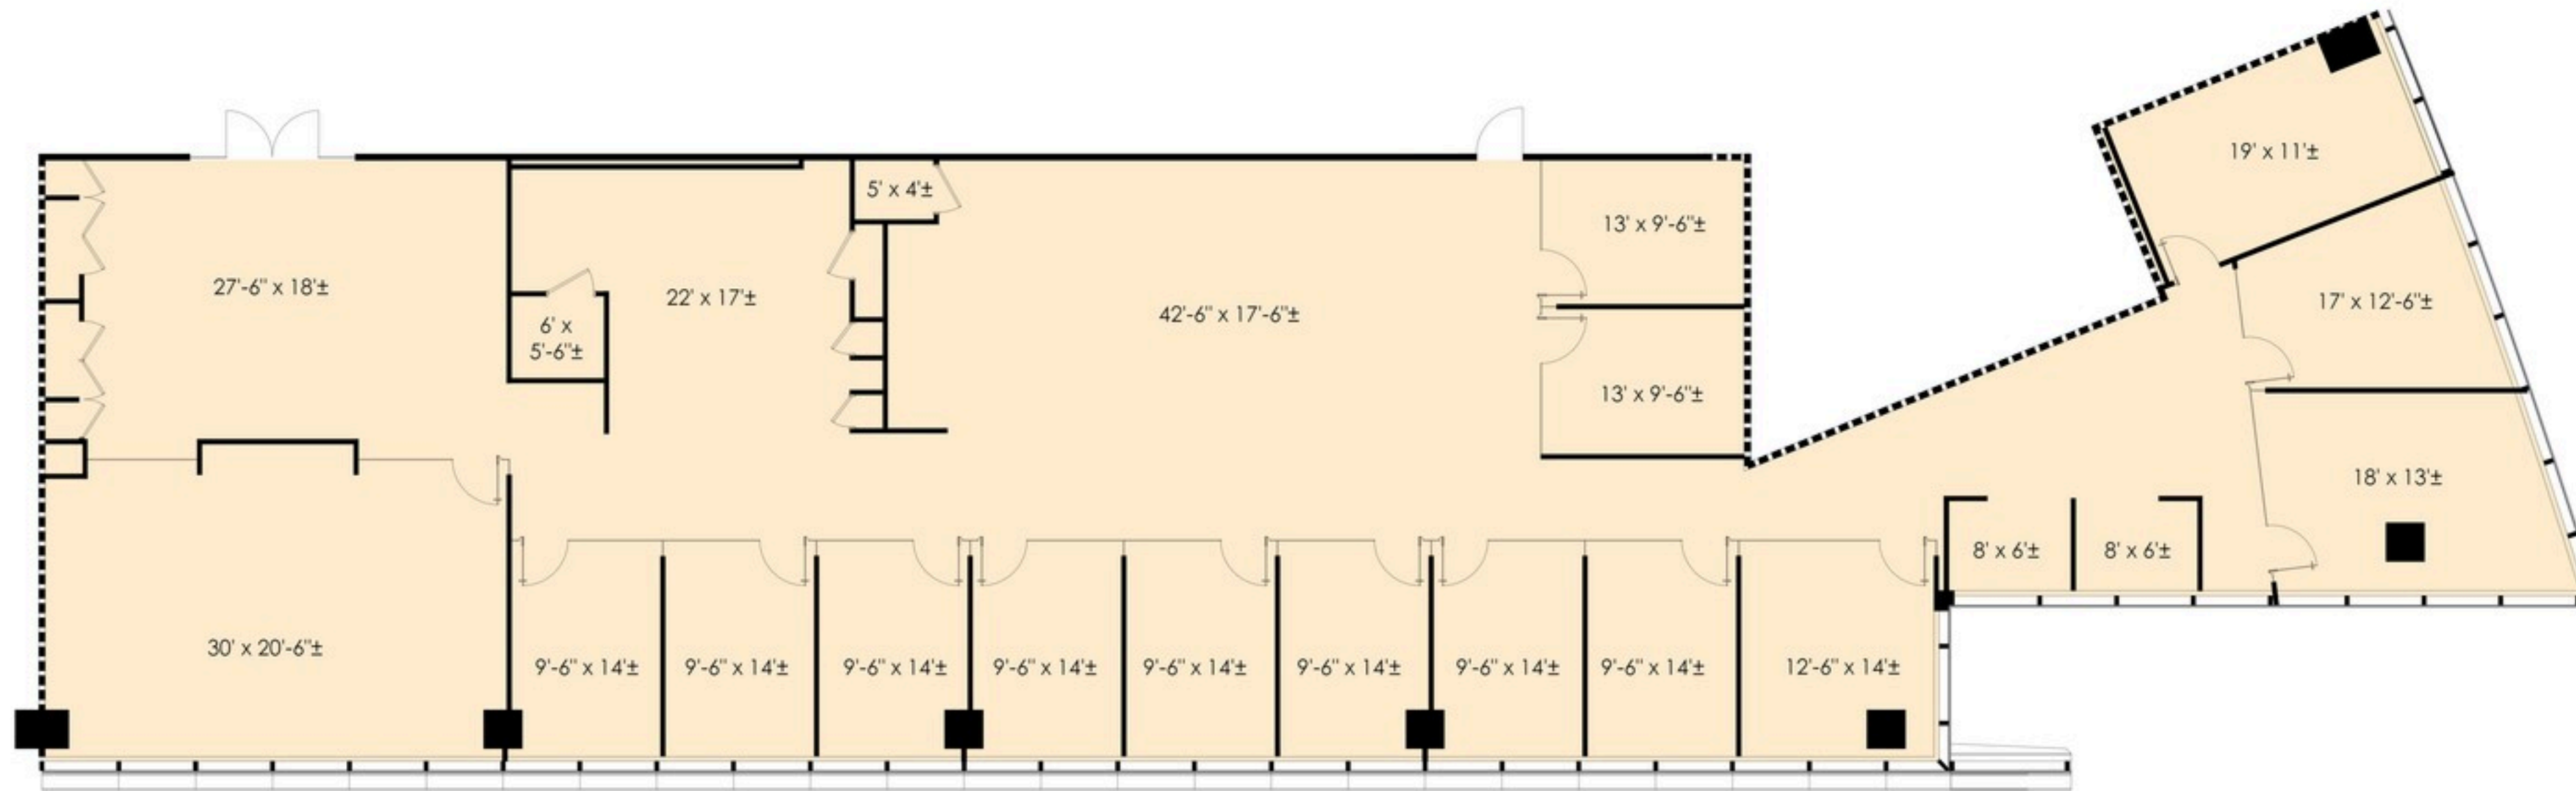 19' x 11'±
5' x 4'±
13' x 9'-6"±
27'-6" x 18'±
22' x 17'±
42'-6" x 17'-6"±
17' x 12'-6"±
6' x
5'-6"±
13' x 9'-6"±
18' x 13'±
8' x 6'±
8' x 6'±
30' x 20'-6"±
9'-6" x 14'±
9'-6" x 14'±
9'-6" x 14'±
9'-6" x 14'±
9'-6" x 14'±
9'-6" x 14'±
9'-6" x 14'±
9'-6" x 14'±
12'-6" x 14'±